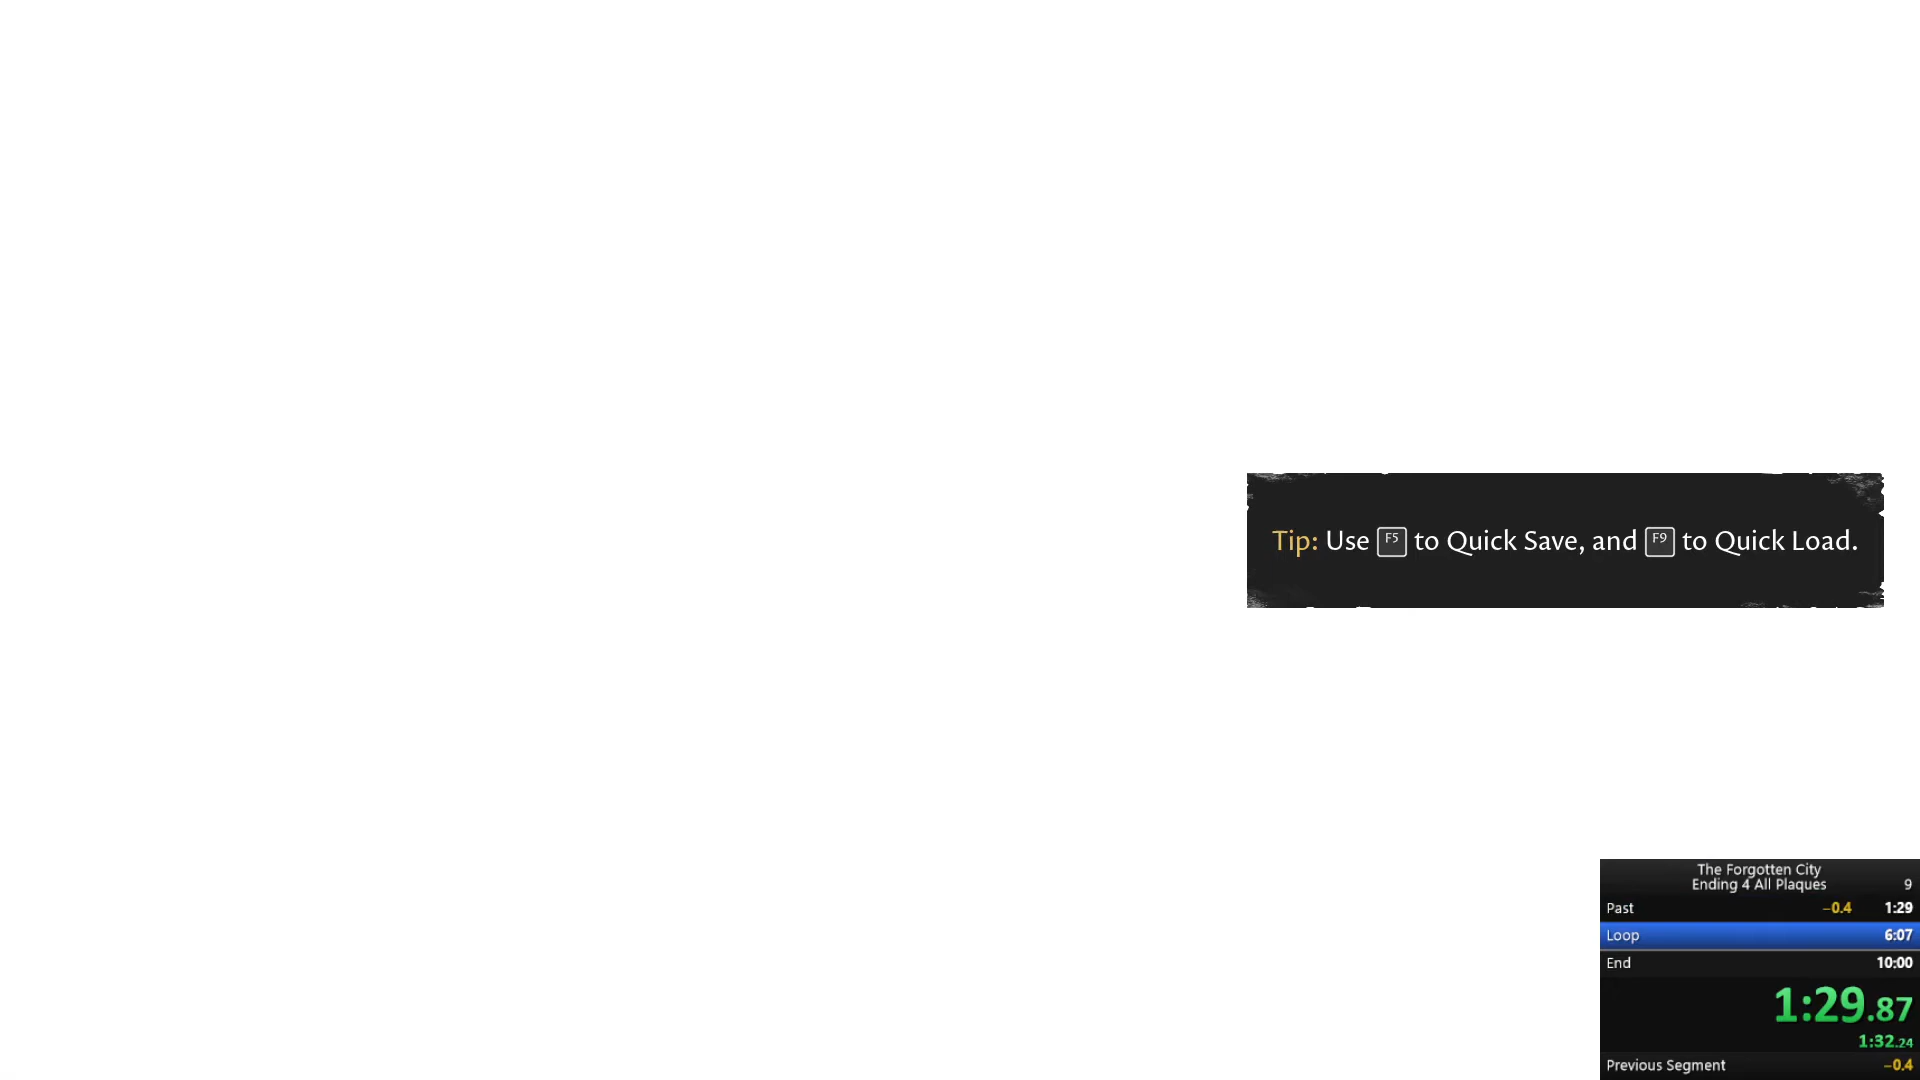 Tip: Use F5 to Quick Save, and F9 to Quick Load.
The Forgotten City
Ending 4 All Plaques 9
Past −0.4 1:29
Loop 6:07
End 10:00
1:29.87
1:32.24
Previous Segment −0.4